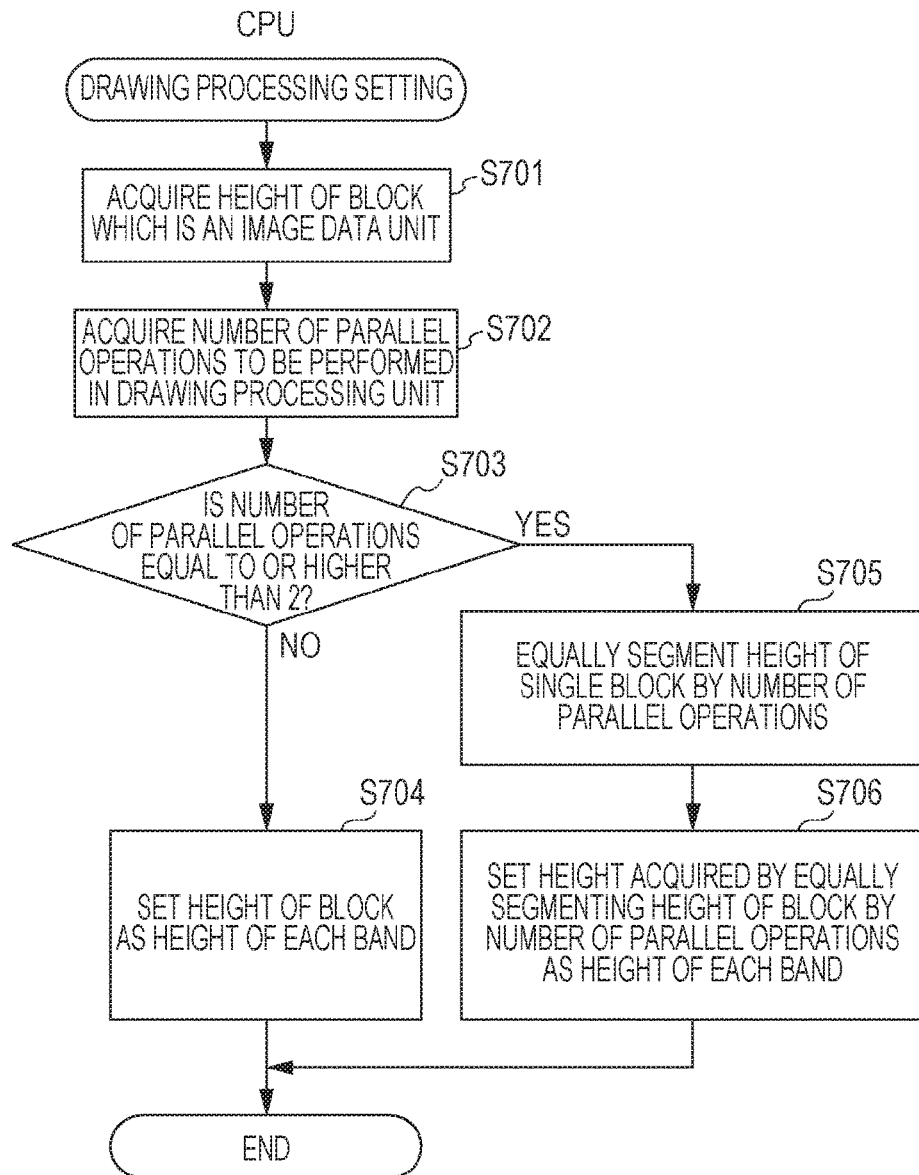 CPU
DRAWING PROCESSING SETTING
S701
ACQUIRE HEIGHT OF BLOCK
WHICH IS AN IMAGE DATA UNIT
S702
ACQUIRE NUMBER OF PARALLEL
OPERATIONS TO BE PERFORMED
IN DRAWING PROCESSING UNIT
S703
IS NUMBER
OF PARALLEL OPERATIONS
EQUAL TO OR HIGHER
THAN 2?
YES
NO
S705
EQUALLY SEGMENT HEIGHT OF
SINGLE BLOCK BY NUMBER OF
PARALLEL OPERATIONS
S704
SET HEIGHT OF BLOCK
AS HEIGHT OF EACH BAND
S706
SET HEIGHT ACQUIRED BY EQUALLY
SEGMENTING HEIGHT OF BLOCK BY
NUMBER OF PARALLEL OPERATIONS
AS HEIGHT OF EACH BAND
END